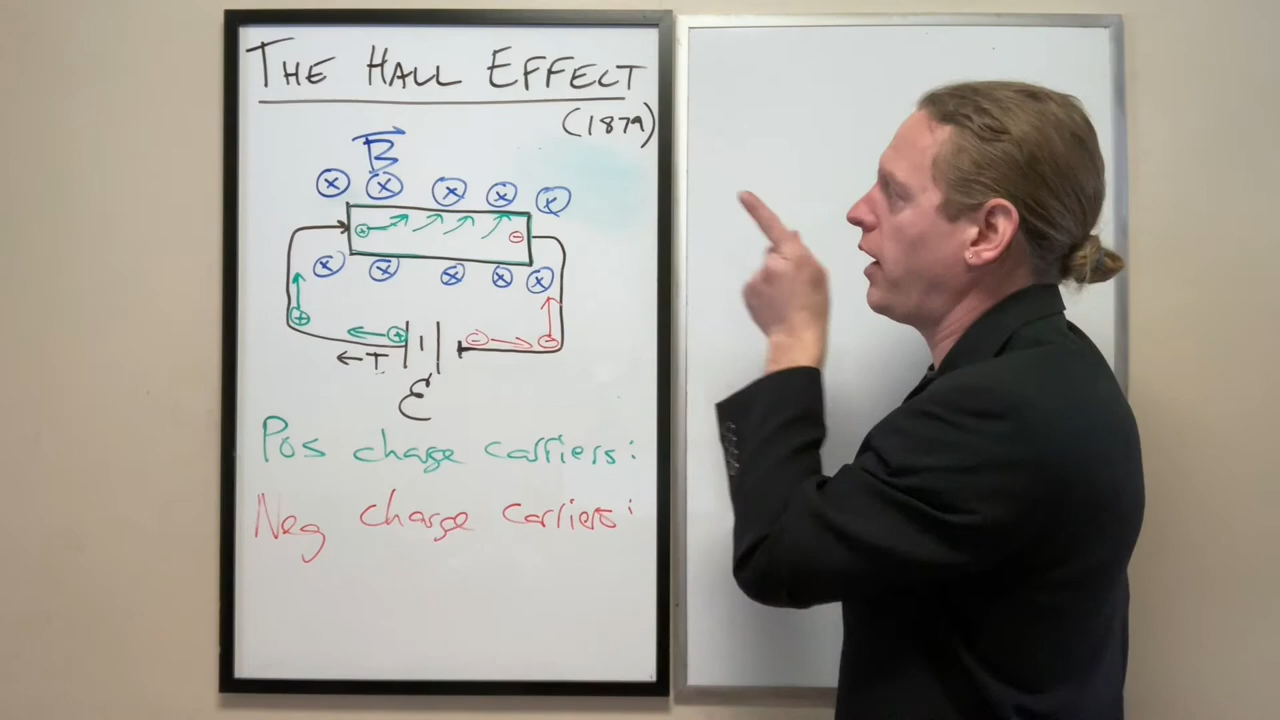 THE HALL EFFECT
(1879)
B
x x x x x
+ −
x x x x x
+ + − −
← I
ℰ
Pos charge carriers:
Neg charge carriers: